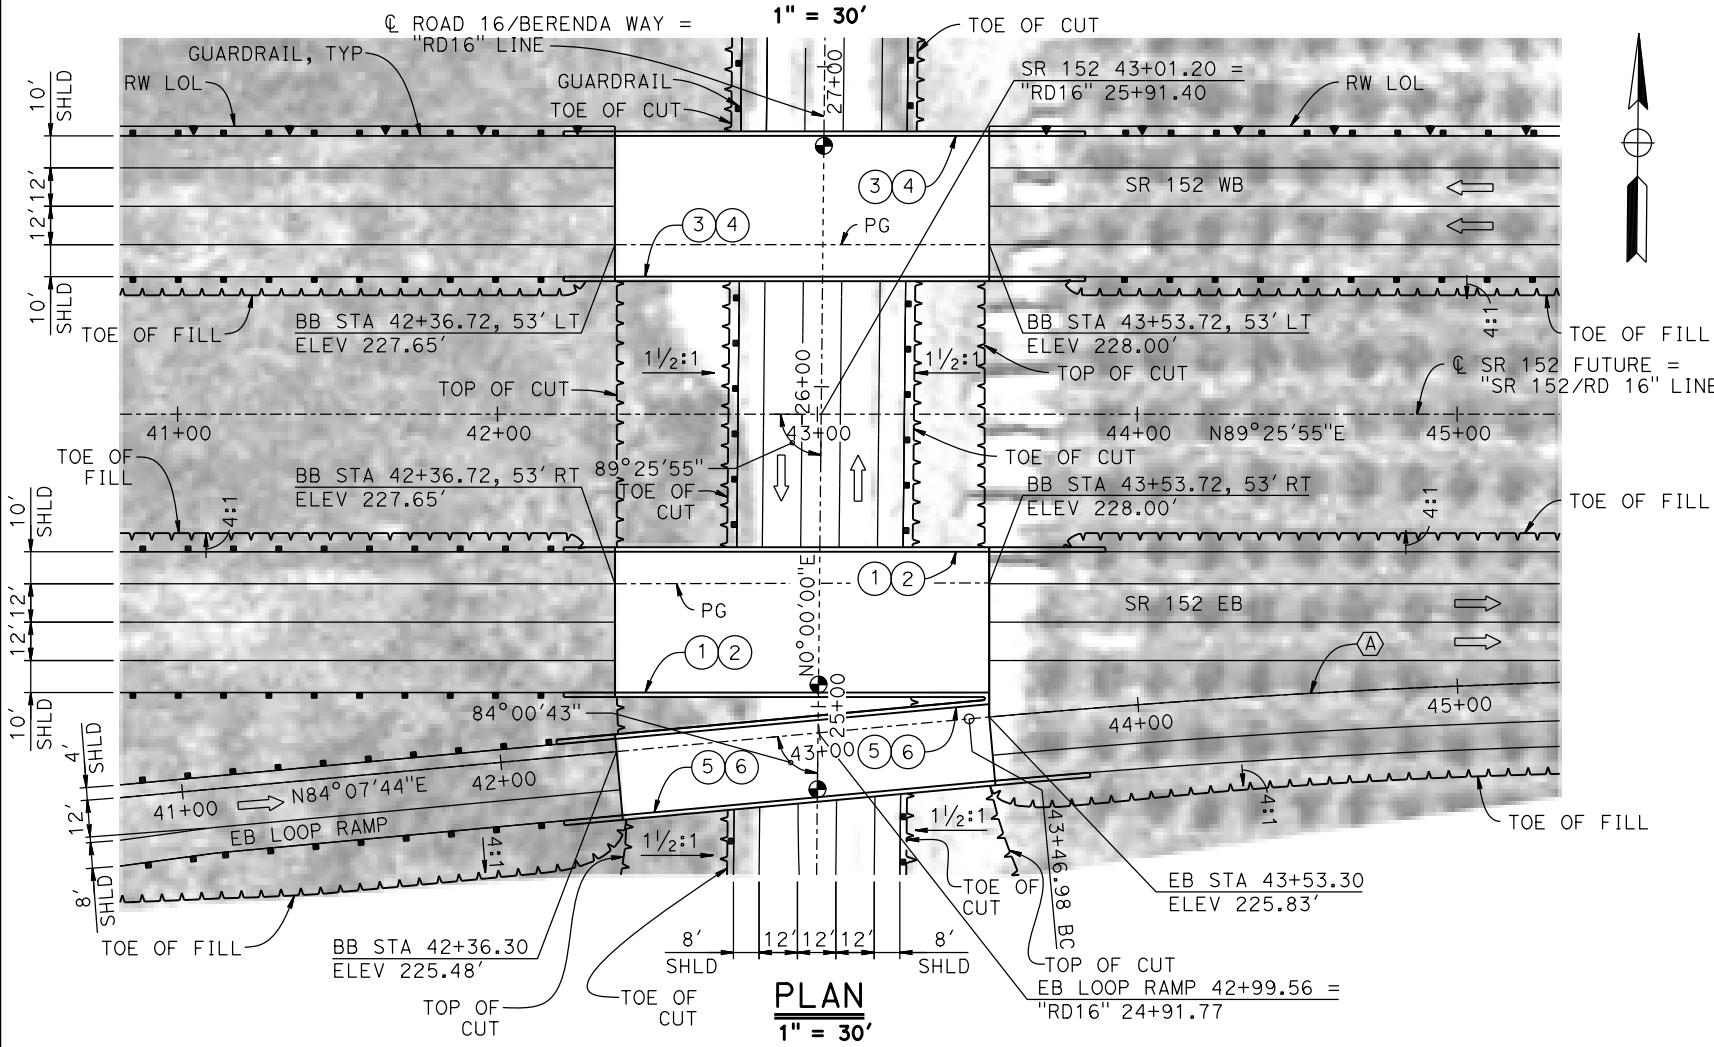 1" = 30'
℄ ROAD 16/BERENDA WAY =
"RD16" LINE
TOE OF CUT
GUARDRAIL, TYP
RW LOL
GUARDRAIL
TOE OF CUT
27+00
SR 152 43+01.20 =
"RD16" 25+91.40
RW LOL
10'
SHLD
12'
12'
10'
SHLD
3 4
SR 152 WB
3 4
PG
TOE OF FILL
BB STA 42+36.72, 53' LT
ELEV 227.65'
BB STA 43+53.72, 53' LT
ELEV 228.00'
4:1
TOE OF FILL
1½:1
26+00
1½:1
TOP OF CUT
TOP OF CUT
℄ SR 152 FUTURE =
"SR 152/RD 16" LINE
41+00
42+00
43+00
44+00
N89°25'55"E
45+00
TOE OF
FILL
BB STA 42+36.72, 53' RT
ELEV 227.65'
89°25'55"
TOE OF
CUT
TOE OF CUT
BB STA 43+53.72, 53' RT
ELEV 228.00'
4:1
4:1
TOE OF FILL
10'
SHLD
12'
12'
10'
SHLD
N0°00'00"E
1 2
PG
SR 152 EB
1 2
A
84°00'43"
25+00
44+00
45+00
4'
SHLD
12'
8'
SHLD
41+00
N84°07'44"E
42+00
43+00
5 6
5 6
EB LOOP RAMP
4:1
1½:1
1½:1
4:1
TOE OF FILL
43+46.98 BC
TOE OF
CUT
EB STA 43+53.30
ELEV 225.83'
TOE OF FILL
BB STA 42+36.30
ELEV 225.48'
8'
SHLD
12'
12'
12'
8'
SHLD
TOP OF CUT
TOP OF
CUT
TOE OF
CUT
EB LOOP RAMP 42+99.56 =
"RD16" 24+91.77
PLAN
1" = 30'